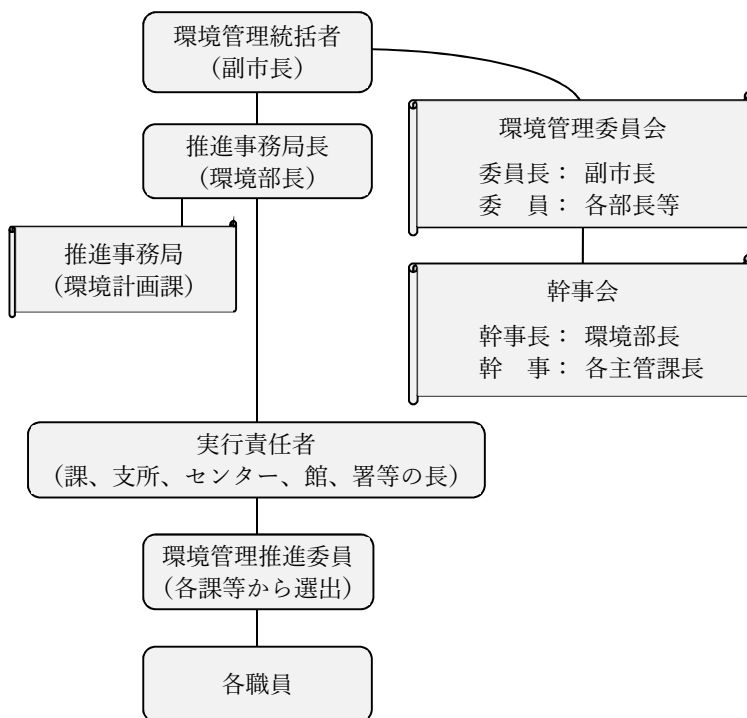 環境管理統括者
(副市長)
環境管理委員会
委員長： 副市長
委　員： 各部長等
推進事務局長
(環境部長)
推進事務局
(環境計画課)
幹事会
幹事長： 環境部長
幹　事： 各主管課長
実行責任者
(課、支所、センター、館、署等の長)
環境管理推進委員
(各課等から選出)
各職員